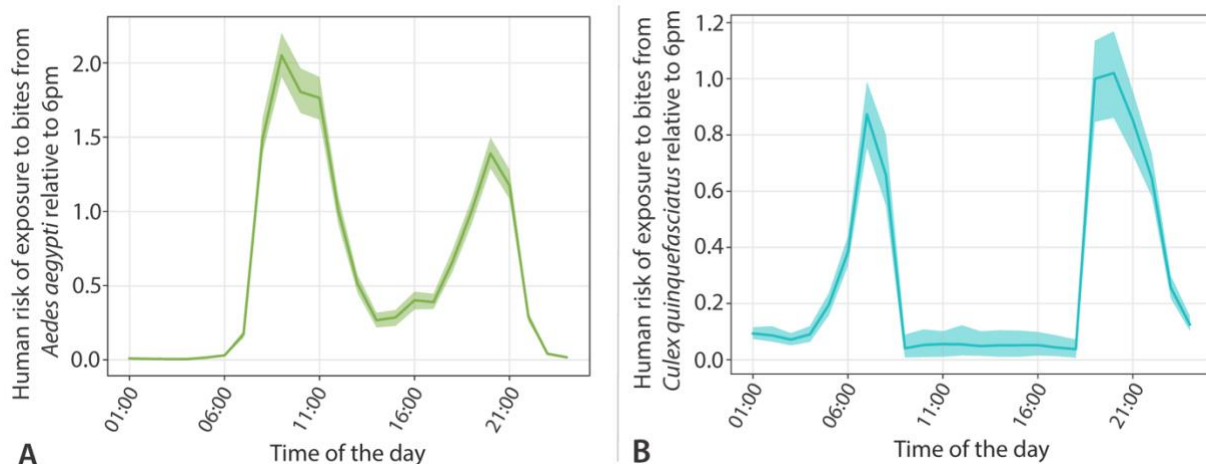 Human risk of exposure to bites from
Aedes aegypti relative to 6pm
2.0
1.5
1.0
0.5
0.0
01:00
06:00
11:00
16:00
21:00
Time of the day
A
Human risk of exposure to bites from
Culex quinquefasciatus relative to 6pm
1.2
1.0
0.8
0.6
0.4
0.2
0.0
01:00
06:00
11:00
16:00
21:00
Time of the day
B